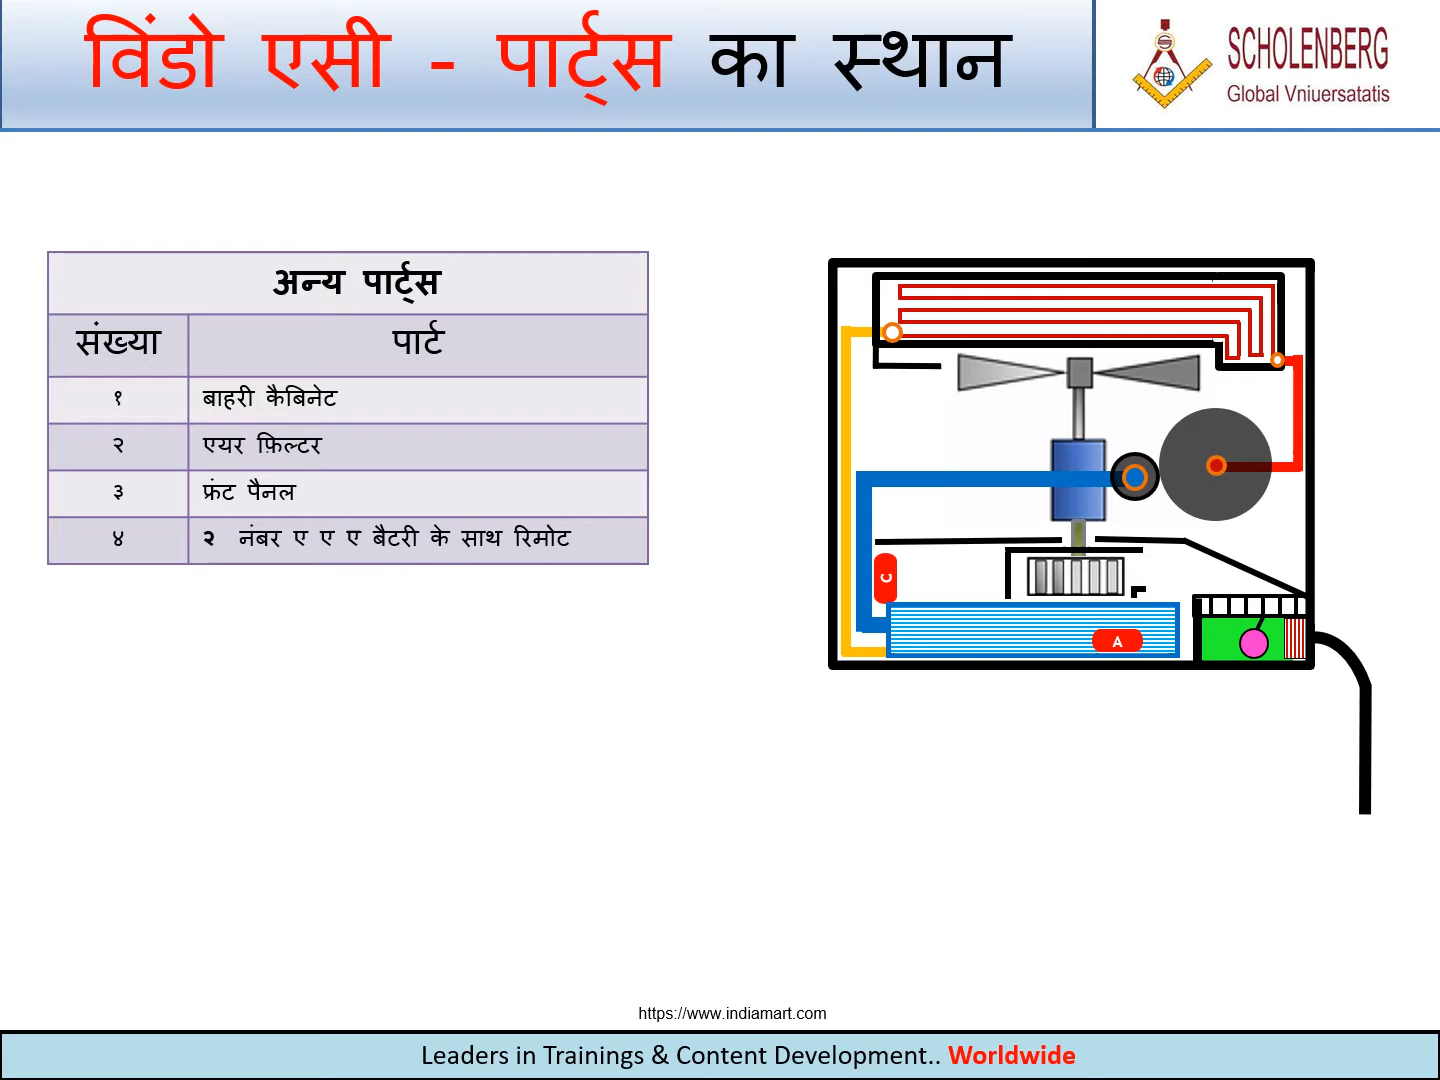 विंडो एसी - पार्ट्स का स्थान
SCHOLENBERG
Global Vniuersatatis
अन्य पार्ट्स
संख्या पार्ट
१ बाहरी कैबिनेट
२ एयर फ़िल्टर
३ फ्रंट पैनल
४ २ नंबर ए ए ए बैटरी के साथ रिमोट
C
A
https://www.indiamart.com
Leaders in Trainings & Content Development.. Worldwide